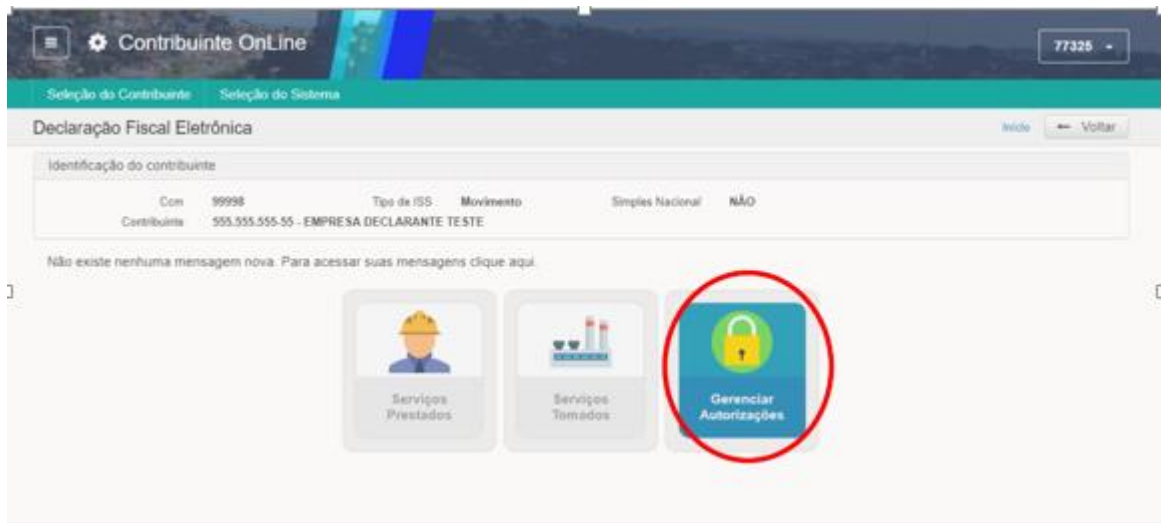 Contribuinte OnLine
77325
Seleção do Contribuinte Seleção do Sistema
Declaração Fiscal Eletrônica
Início
Voltar
Identificação do contribuinte
Ccm 99998 Tipo de ISS Movimento Simples Nacional NÃO
Contribuinte 555.555.555-55 - EMPRESA DECLARANTE TESTE
Não existe nenhuma mensagem nova. Para acessar suas mensagens clique aqui.
Serviços
Prestados
Serviços
Tomados
Gerenciar
Autorizações